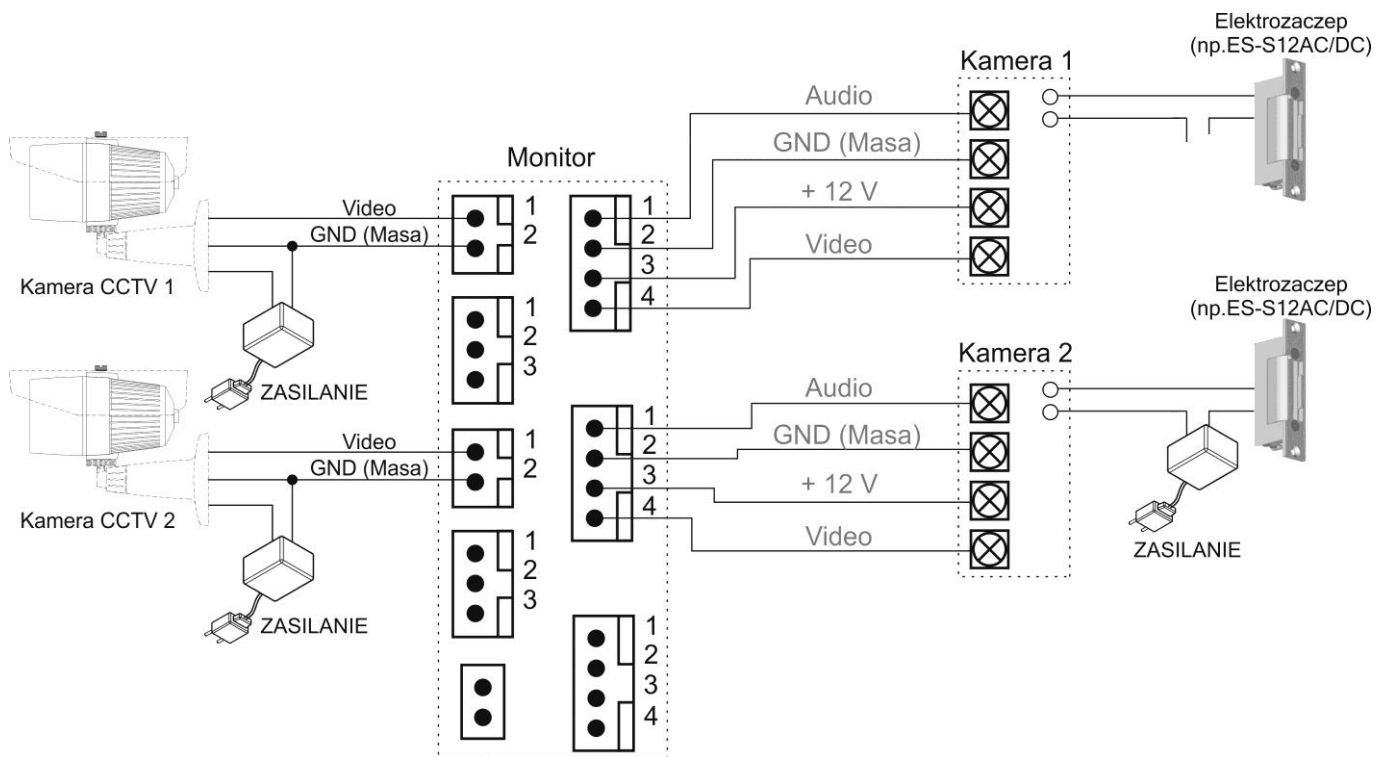 Elektrozaczep
(np.ES-S12AC/DC)
Kamera 1
Audio
GND (Masa)
+ 12 V
Video
Monitor
1
2
1
2
3
4
Video
GND (Masa)
Kamera CCTV 1
ZASILANIE
1
2
3
Elektrozaczep
(np.ES-S12AC/DC)
Kamera 2
Audio
GND (Masa)
+ 12 V
Video
1
2
3
4
Video
GND (Masa)
1
2
Kamera CCTV 2
ZASILANIE
ZASILANIE
1
2
3
1
2
3
4